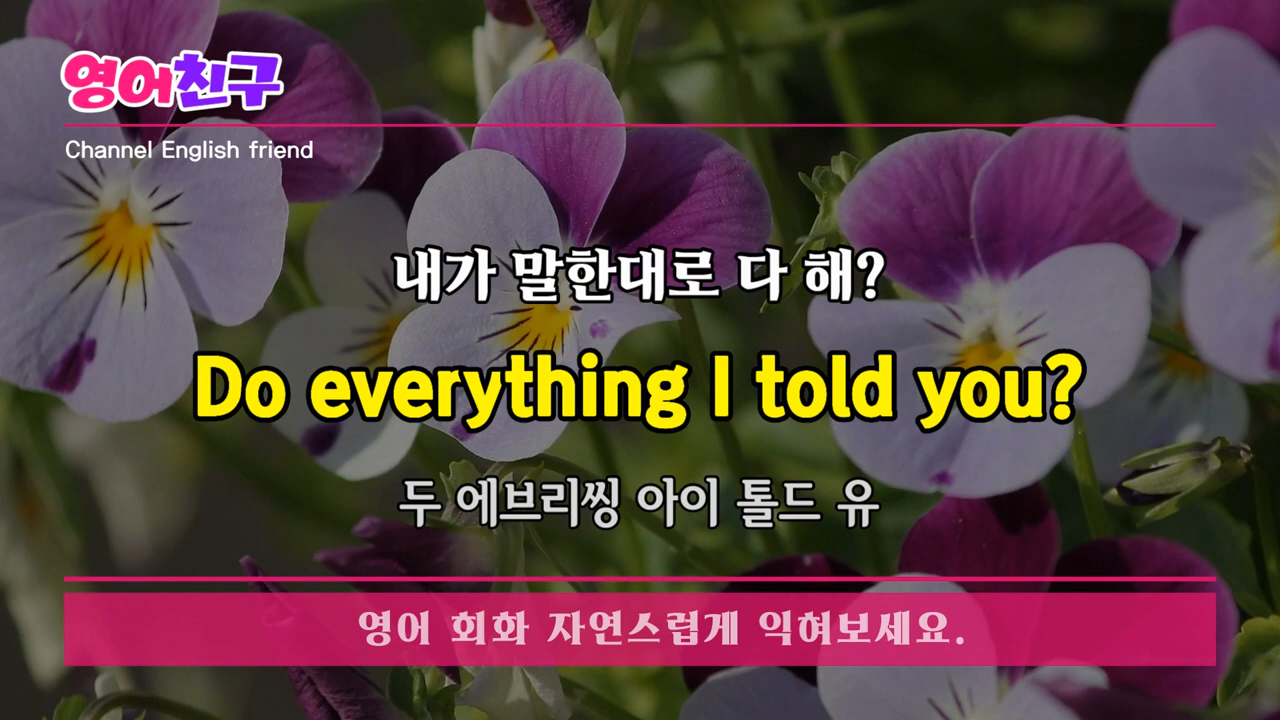 영어친구
Channel English friend
내가 말한대로 다 해?
Do everything I told you?
두 에브리씽 아이 톨드 유
영어 회화 자연스럽게 익혀보세요.